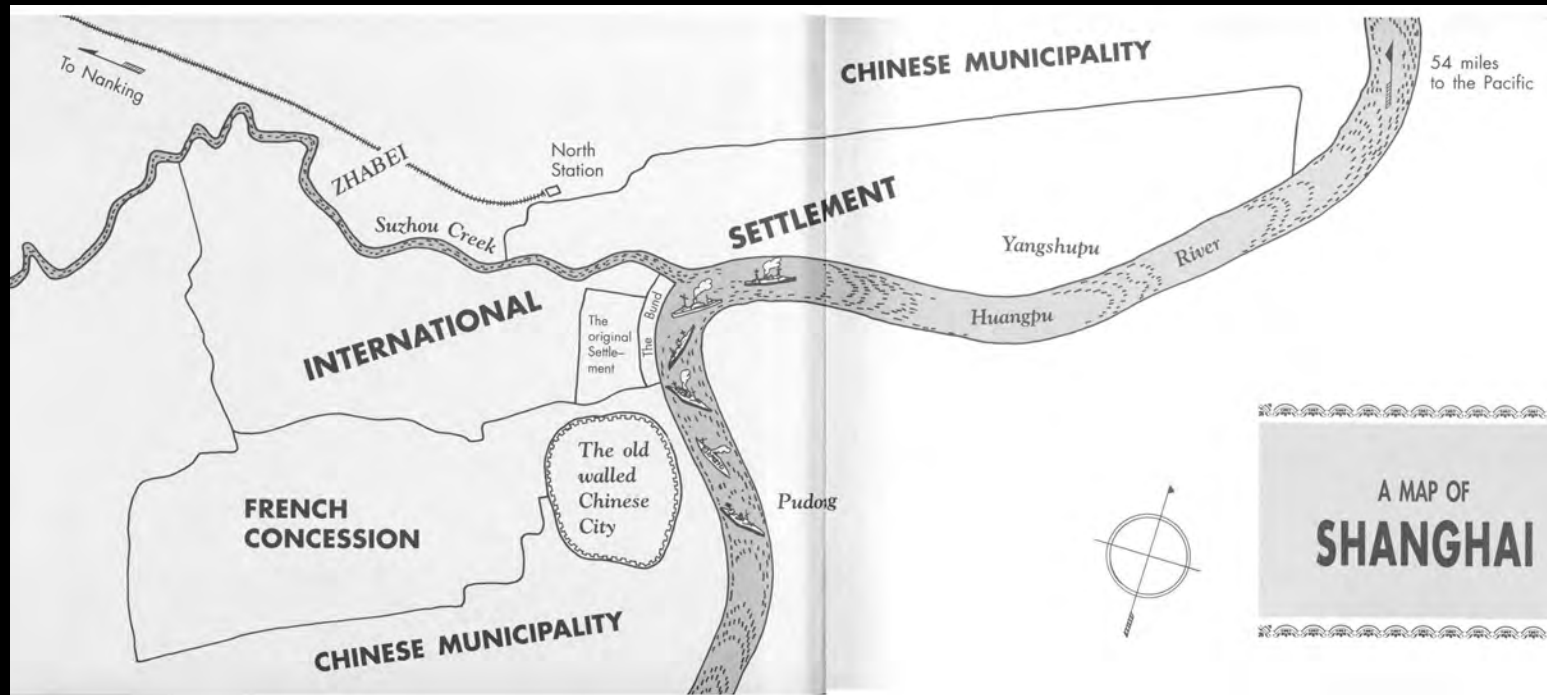 To Nanking
ZHABEI
North
Station
Suzhou Creek
CHINESE MUNICIPALITY
54 miles
to the Pacific
INTERNATIONAL
SETTLEMENT
Yangshupu
Huangpu
River
The
original
Settle-
ment
The Bund
The old
walled
Chinese
City
Pudong
FRENCH
CONCESSION
CHINESE MUNICIPALITY
A MAP OF
SHANGHAI